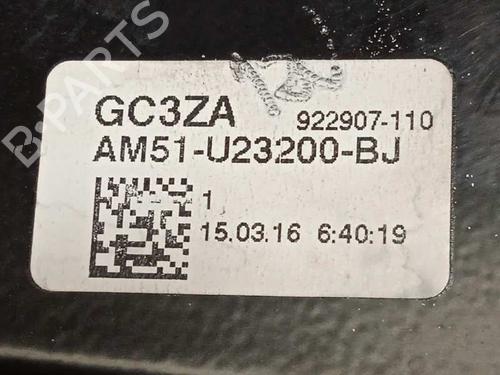 GC3ZA 922907-110
AM51-U23200-BJ
1
15.03.16 6:40:19
B-PARTS